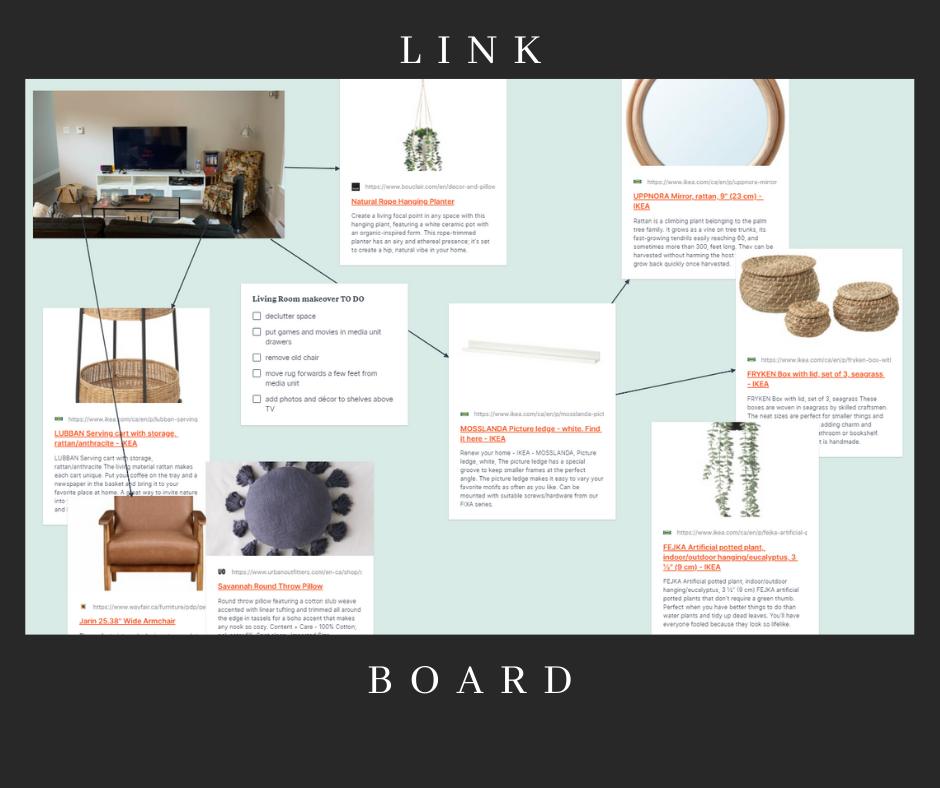 LINK
https://www.bouclair.com/en/decor-and-pillow
Natural Rope Hanging Planter
Create a living focal point in any space with this
hanging plant, featuring a white ceramic pot with
an organic-inspired form. This rope-trimmed
planter has an airy and ethereal presence; it's set
to create a hip, natural vibe in your home.
https://www.ikea.com/ca/en/p/uppnora-mirror
UPPNORA Mirror, rattan, 9" (23 cm) -
IKEA
Rattan is a climbing plant belonging to the palm
tree family. It grows as a vine on tree trunks, its
fast-growing tendrils easily reaching 60, and
sometimes more than 300, feet long. They can be
harvested without harming the host
grow back quickly once harvested.
Living Room makeover TO DO
declutter space
put games and movies in media unit
drawers
remove old chair
move rug forwards a few feet from
media unit
add photos and décor to shelves above
TV
https://www.ikea.com/ca/en/p/fryken-box-witl
FRYKEN Box with lid, set of 3, seagrass
- IKEA
FRYKEN Box with lid, set of 3, seagrass These
boxes are woven in seagrass by skilled craftsmen.
The neat sizes are perfect for smaller things and
adding charm and
throom or bookshelf.
t is handmade.
https://www.ikea.com/ca/en/p/lubban-serving
LUBBAN Serving cart with storage,
rattan/anthracite - IKEA
LUBBAN Serving cart with storage,
rattan/anthracite The living material rattan makes
each cart unique. Put your coffee on the tray and a
newspaper in the basket and bring it to your
favorite place at home. A great way to invite nature
into
and
https://www.ikea.com/ca/en/p/mosslanda-pict
MOSSLANDA Picture ledge - white. Find
it here - IKEA
Renew your home - IKEA - MOSSLANDA, Picture
ledge, white, The picture ledge has a special
groove to keep smaller frames at the perfect
angle. The picture ledge makes it easy to vary your
favorite motifs as often as you like. Can be
mounted with suitable screws/hardware from our
FIXA series.
https://www.ikea.com/ca/en/p/fejka-artificial-c
FEJKA Artificial potted plant,
indoor/outdoor hanging/eucalyptus, 3
½" (9 cm) - IKEA
FEJKA Artificial potted plant, indoor/outdoor
hanging/eucalyptus, 3 ½" (9 cm) FEJKA artificial
potted plants that don't require a green thumb.
Perfect when you have better things to do than
water plants and tidy up dead leaves. You'll have
everyone fooled because they look so lifelike.
https://www.wayfair.ca/furniture/pdp/
Jarin 25.38" Wide Armchair
https://www.urbanoutfitters.com/en-ca/shop/
Savannah Round Throw Pillow
Round throw pillow featuring a cotton slub weave
accented with linear tufting and trimmed all around
the edge in tassels for a boho accent that makes
any nook so cozy. Content + Care - 100% Cotton;
BOARD